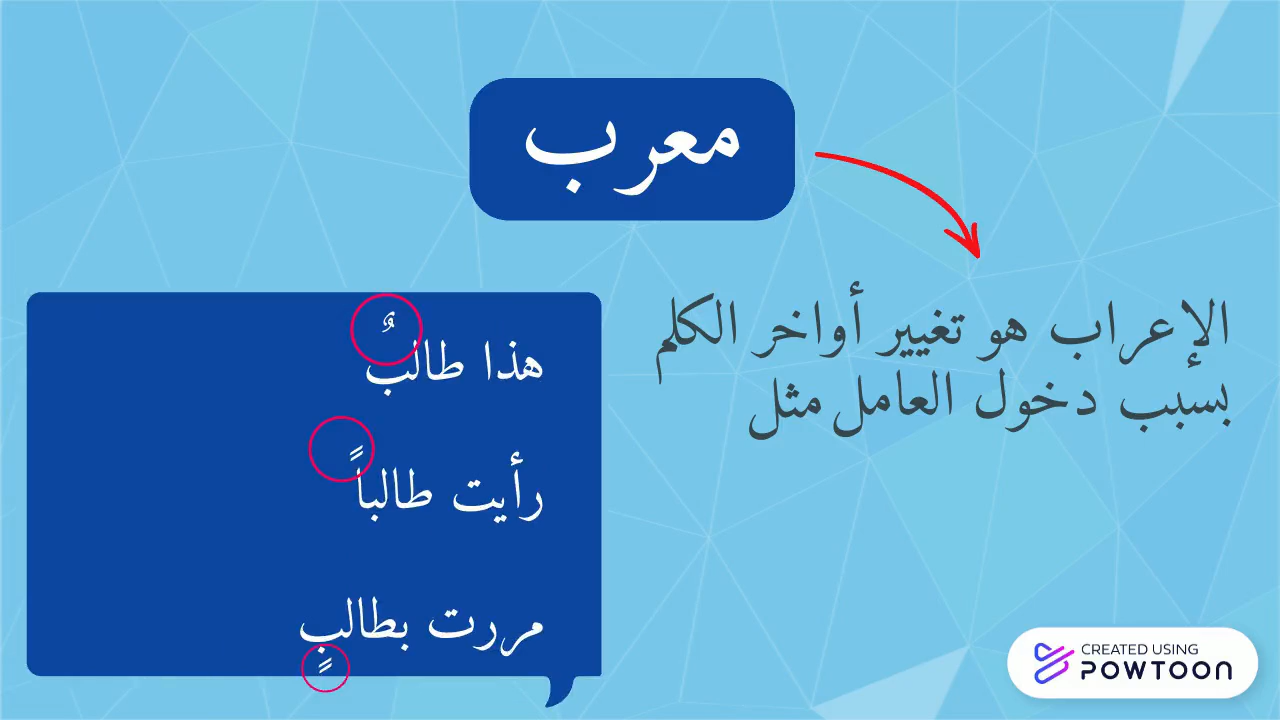 معرب
الإعراب هو تغيير أواخر الكلم
بسبب دخول العامل مثل
هذا طالبٌ
رأيت طالباً
مررت بطالبٍ
CREATED USING
POWTOON